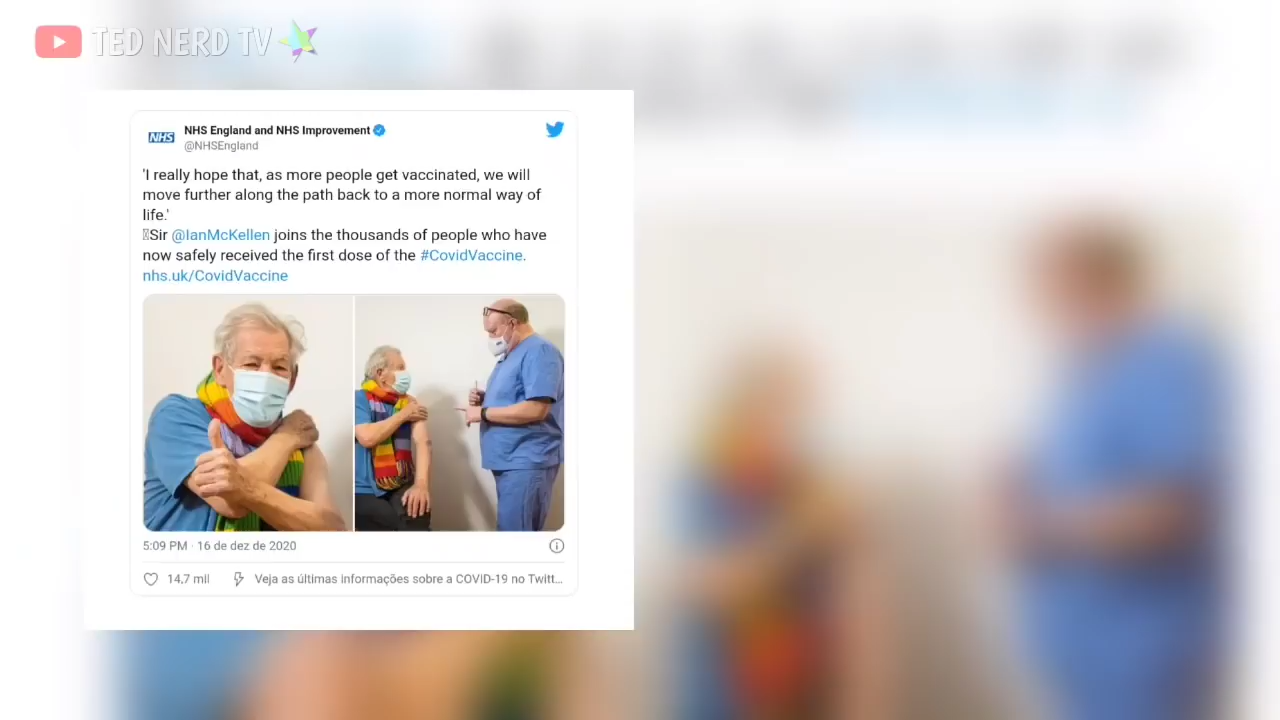 TED NERD TV
NHS
NHS England and NHS Improvement
@NHSEngland
'I really hope that, as more people get vaccinated, we will
move further along the path back to a more normal way of
life.'
Sir @IanMcKellen joins the thousands of people who have
now safely received the first dose of the #CovidVaccine.
nhs.uk/CovidVaccine
5:09 PM · 16 de dez de 2020
14,7 mil
Veja as últimas informações sobre a COVID-19 no Twitt...